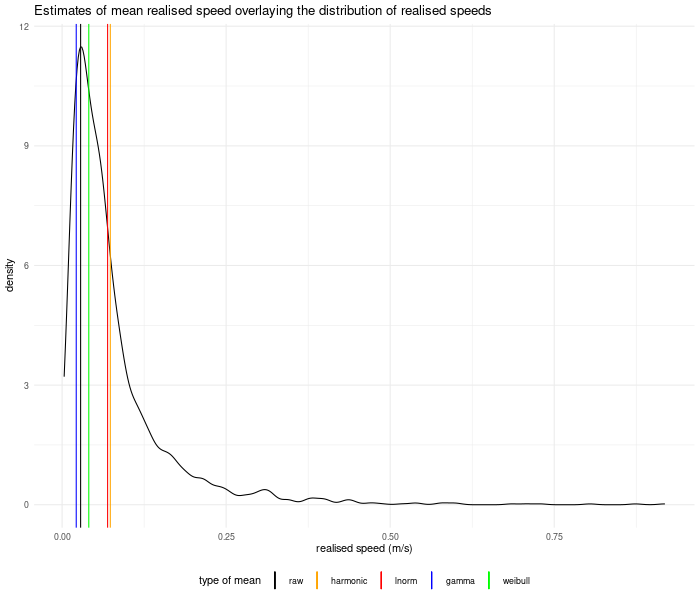 Estimates of mean realised speed overlaying the distribution of realised speeds
12
9
6
3
0
density
0.00 0.25 0.50 0.75
realised speed (m/s)
type of mean raw harmonic lnorm gamma weibull